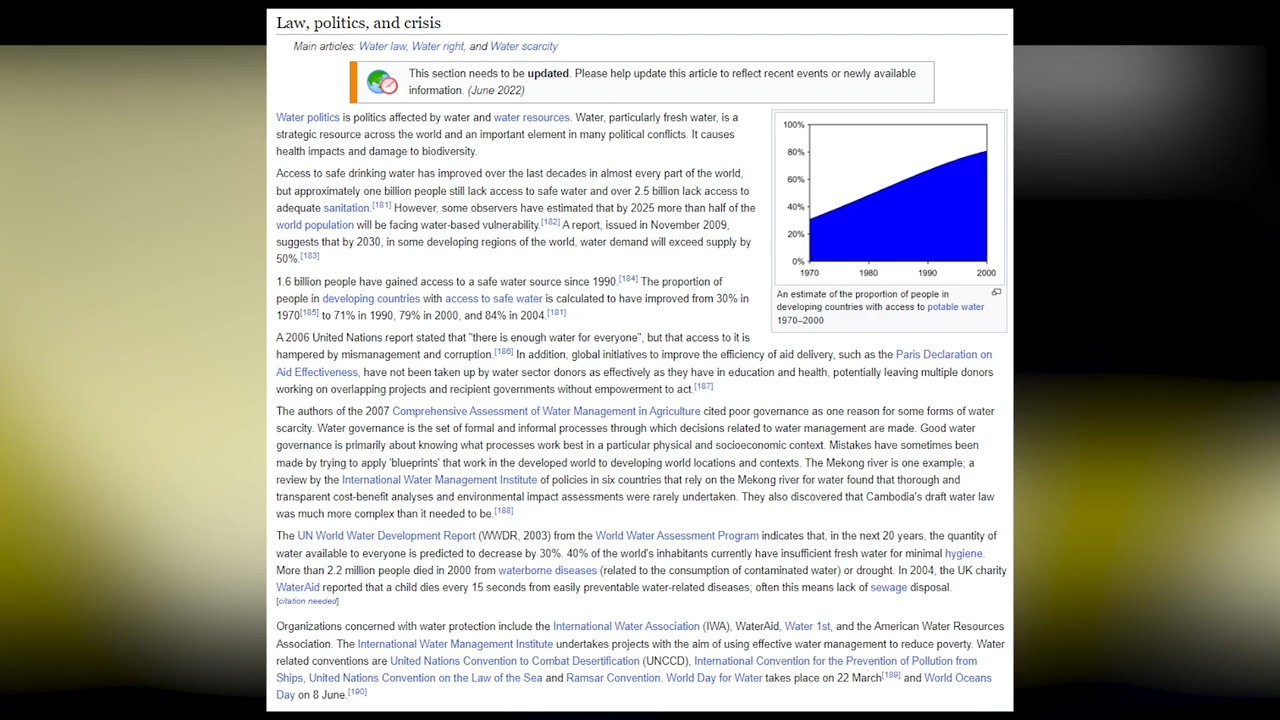 Law, politics, and crisis
Main articles: Water law, Water right, and Water scarcity
This section needs to be updated. Please help update this article to reflect recent events or newly available
information. (June 2022)
Water politics is politics affected by water and water resources. Water, particularly fresh water, is a
strategic resource across the world and an important element in many political conflicts. It causes
health impacts and damage to biodiversity.
Access to safe drinking water has improved over the last decades in almost every part of the world,
but approximately one billion people still lack access to safe water and over 2.5 billion lack access to
adequate sanitation.[181] However, some observers have estimated that by 2025 more than half of the
world population will be facing water-based vulnerability.[182] A report, issued in November 2009,
suggests that by 2030, in some developing regions of the world, water demand will exceed supply by
50%.[183]
1.6 billion people have gained access to a safe water source since 1990.[184] The proportion of
people in developing countries with access to safe water is calculated to have improved from 30% in
1970[185] to 71% in 1990, 79% in 2000, and 84% in 2004.[181]
100%
80%
60%
40%
20%
0%
1970 1980 1990 2000
An estimate of the proportion of people in
developing countries with access to potable water
1970–2000
A 2006 United Nations report stated that "there is enough water for everyone", but that access to it is
hampered by mismanagement and corruption.[186] In addition, global initiatives to improve the efficiency of aid delivery, such as the Paris Declaration on
Aid Effectiveness, have not been taken up by water sector donors as effectively as they have in education and health, potentially leaving multiple donors
working on overlapping projects and recipient governments without empowerment to act.[187]
The authors of the 2007 Comprehensive Assessment of Water Management in Agriculture cited poor governance as one reason for some forms of water
scarcity. Water governance is the set of formal and informal processes through which decisions related to water management are made. Good water
governance is primarily about knowing what processes work best in a particular physical and socioeconomic context. Mistakes have sometimes been
made by trying to apply 'blueprints' that work in the developed world to developing world locations and contexts. The Mekong river is one example; a
review by the International Water Management Institute of policies in six countries that rely on the Mekong river for water found that thorough and
transparent cost-benefit analyses and environmental impact assessments were rarely undertaken. They also discovered that Cambodia's draft water law
was much more complex than it needed to be.[188]
The UN World Water Development Report (WWDR, 2003) from the World Water Assessment Program indicates that, in the next 20 years, the quantity of
water available to everyone is predicted to decrease by 30%. 40% of the world's inhabitants currently have insufficient fresh water for minimal hygiene.
More than 2.2 million people died in 2000 from waterborne diseases (related to the consumption of contaminated water) or drought. In 2004, the UK charity
WaterAid reported that a child dies every 15 seconds from easily preventable water-related diseases; often this means lack of sewage disposal.
[citation needed]
Organizations concerned with water protection include the International Water Association (IWA), WaterAid, Water 1st, and the American Water Resources
Association. The International Water Management Institute undertakes projects with the aim of using effective water management to reduce poverty. Water
related conventions are United Nations Convention to Combat Desertification (UNCCD), International Convention for the Prevention of Pollution from
Ships, United Nations Convention on the Law of the Sea and Ramsar Convention. World Day for Water takes place on 22 March[189] and World Oceans
Day on 8 June.[190]